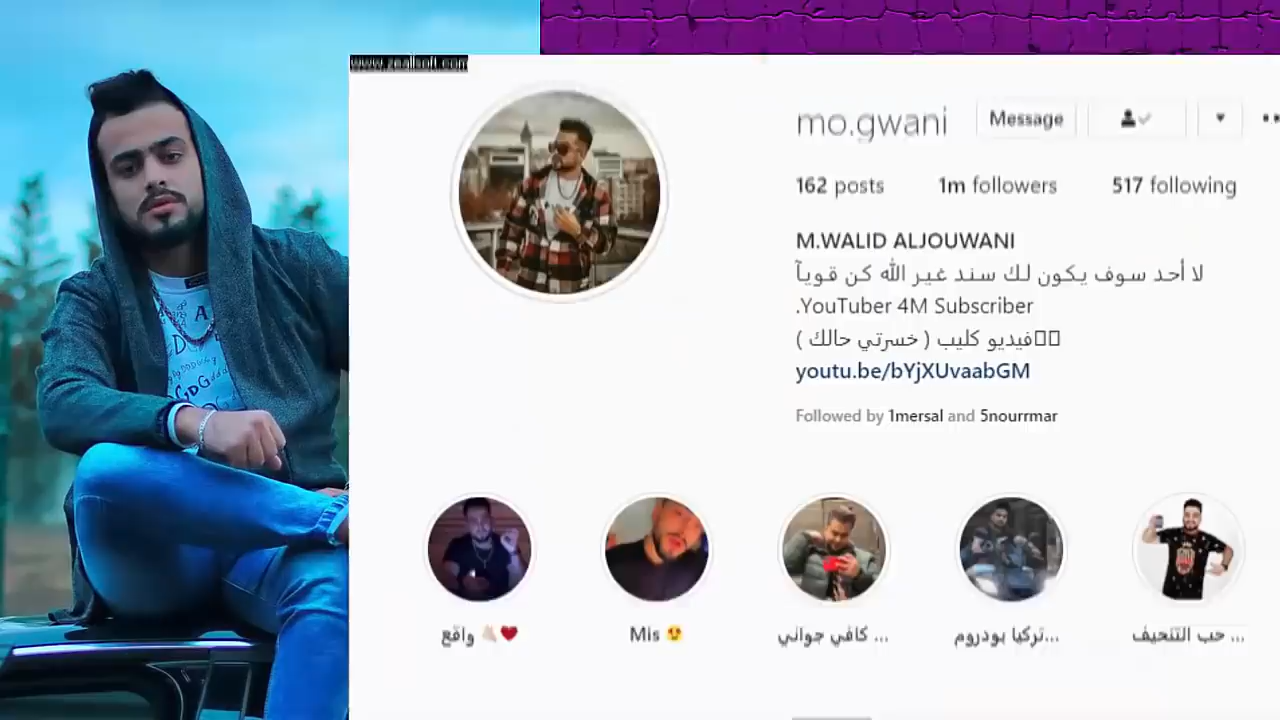 www.zeallsoft.com
mo.gwani
Message
162 posts 1m followers 517 following
M.WALID ALJOUWANI
لا أحد سوف يكون لك سند غير الله كن قوياً
.YouTuber 4M Subscriber
فيديو كليب ( خسرتي حالك )
youtu.be/bYjXUvaabGM
Followed by 1mersal and 5nourrmar
واقع
Mis
كافي جواني ...
تركيا بودروم...
حب التنحيف ...